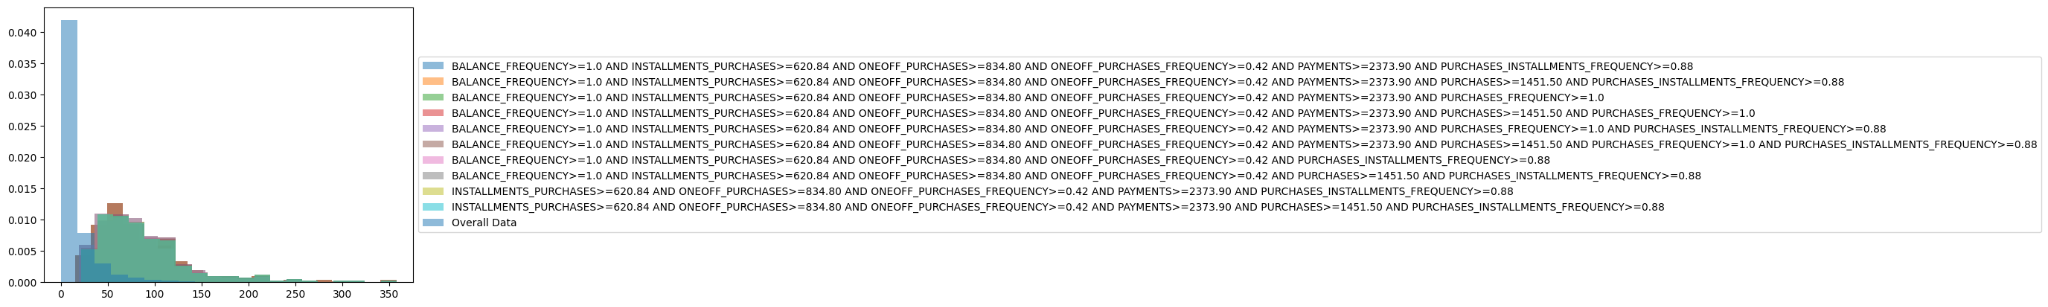 0.040
0.035
0.030
0.025
0.020
0.015
0.010
0.005
0.000
0 50 100 150 200 250 300 350
BALANCE_FREQUENCY>=1.0 AND INSTALLMENTS_PURCHASES>=620.84 AND ONEOFF_PURCHASES>=834.80 AND ONEOFF_PURCHASES_FREQUENCY>=0.42 AND PAYMENTS>=2373.90 AND PURCHASES_INSTALLMENTS_FREQUENCY>=0.88
BALANCE_FREQUENCY>=1.0 AND INSTALLMENTS_PURCHASES>=620.84 AND ONEOFF_PURCHASES>=834.80 AND ONEOFF_PURCHASES_FREQUENCY>=0.42 AND PAYMENTS>=2373.90 AND PURCHASES>=1451.50 AND PURCHASES_INSTALLMENTS_FREQUENCY>=0.88
BALANCE_FREQUENCY>=1.0 AND INSTALLMENTS_PURCHASES>=620.84 AND ONEOFF_PURCHASES>=834.80 AND ONEOFF_PURCHASES_FREQUENCY>=0.42 AND PAYMENTS>=2373.90 AND PURCHASES_FREQUENCY>=1.0
BALANCE_FREQUENCY>=1.0 AND INSTALLMENTS_PURCHASES>=620.84 AND ONEOFF_PURCHASES>=834.80 AND ONEOFF_PURCHASES_FREQUENCY>=0.42 AND PAYMENTS>=2373.90 AND PURCHASES>=1451.50 AND PURCHASES_FREQUENCY>=1.0
BALANCE_FREQUENCY>=1.0 AND INSTALLMENTS_PURCHASES>=620.84 AND ONEOFF_PURCHASES>=834.80 AND ONEOFF_PURCHASES_FREQUENCY>=0.42 AND PAYMENTS>=2373.90 AND PURCHASES_FREQUENCY>=1.0 AND PURCHASES_INSTALLMENTS_FREQUENCY>=0.88
BALANCE_FREQUENCY>=1.0 AND INSTALLMENTS_PURCHASES>=620.84 AND ONEOFF_PURCHASES>=834.80 AND ONEOFF_PURCHASES_FREQUENCY>=0.42 AND PAYMENTS>=2373.90 AND PURCHASES>=1451.50 AND PURCHASES_FREQUENCY>=1.0 AND PURCHASES_INSTALLMENTS_FREQUENCY>=0.88
BALANCE_FREQUENCY>=1.0 AND INSTALLMENTS_PURCHASES>=620.84 AND ONEOFF_PURCHASES>=834.80 AND ONEOFF_PURCHASES_FREQUENCY>=0.42 AND PURCHASES_INSTALLMENTS_FREQUENCY>=0.88
BALANCE_FREQUENCY>=1.0 AND INSTALLMENTS_PURCHASES>=620.84 AND ONEOFF_PURCHASES>=834.80 AND ONEOFF_PURCHASES_FREQUENCY>=0.42 AND PURCHASES>=1451.50 AND PURCHASES_INSTALLMENTS_FREQUENCY>=0.88
INSTALLMENTS_PURCHASES>=620.84 AND ONEOFF_PURCHASES>=834.80 AND ONEOFF_PURCHASES_FREQUENCY>=0.42 AND PAYMENTS>=2373.90 AND PURCHASES_INSTALLMENTS_FREQUENCY>=0.88
INSTALLMENTS_PURCHASES>=620.84 AND ONEOFF_PURCHASES>=834.80 AND ONEOFF_PURCHASES_FREQUENCY>=0.42 AND PAYMENTS>=2373.90 AND PURCHASES>=1451.50 AND PURCHASES_INSTALLMENTS_FREQUENCY>=0.88
Overall Data